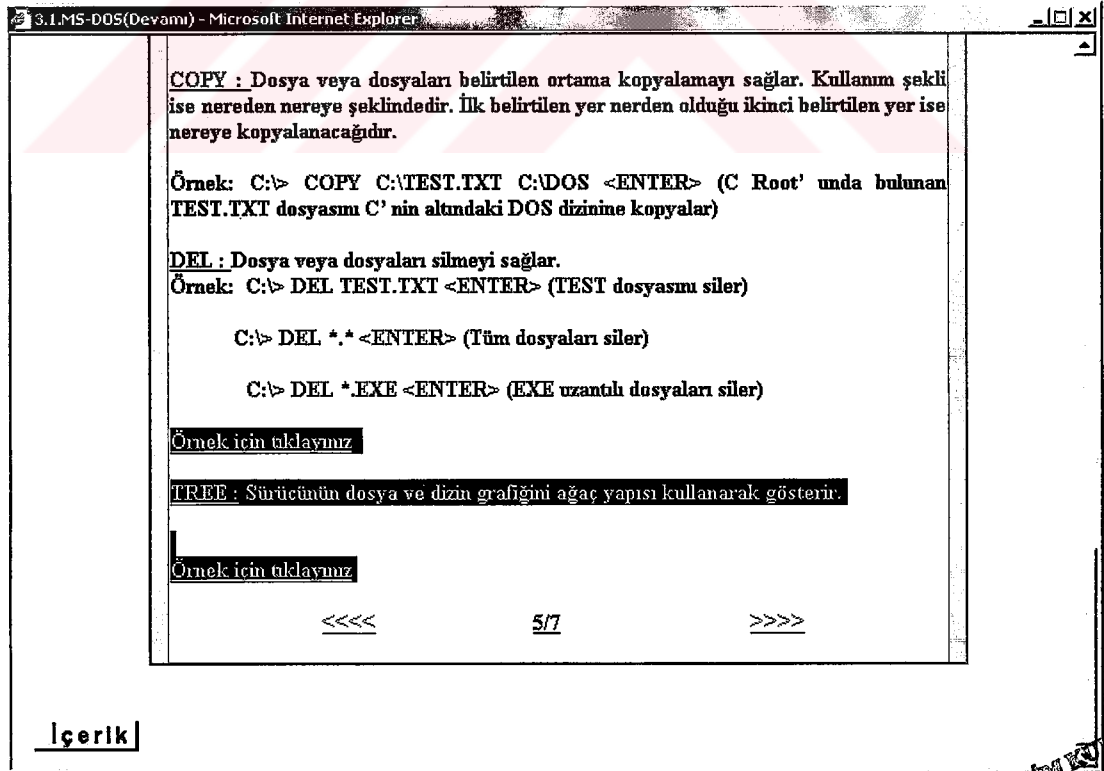 3.1.MS-DOS(Devamı) - Microsoft Internet Explorer
COPY : Dosya veya dosyaları belirtilen ortama kopyalamayı sağlar. Kullanım şekli
ise nereden nereye şeklindedir. İlk belirtilen yer nerden olduğu ikinci belirtilen yer ise
nereye kopyalanacağıdır.
Örnek: C:\> COPY C:\TEST.TXT C:\DOS <ENTER> (C Root' unda bulunan
TEST.TXT dosyasını C' nin altındaki DOS dizinine kopyalar)
DEL : Dosya veya dosyaları silmeyi sağlar.
Örnek: C:\> DEL TEST.TXT <ENTER> (TEST dosyasını siler)
C:\> DEL *.* <ENTER> (Tüm dosyaları siler)
C:\> DEL *.EXE <ENTER> (EXE uzantılı dosyaları siler)
Örnek için tıklayınız
TREE : Sürücünün dosya ve dizin grafiğini ağaç yapısı kullanarak gösterir.
Örnek için tıklayınız
<<<< 5/7 >>>>
İçerik